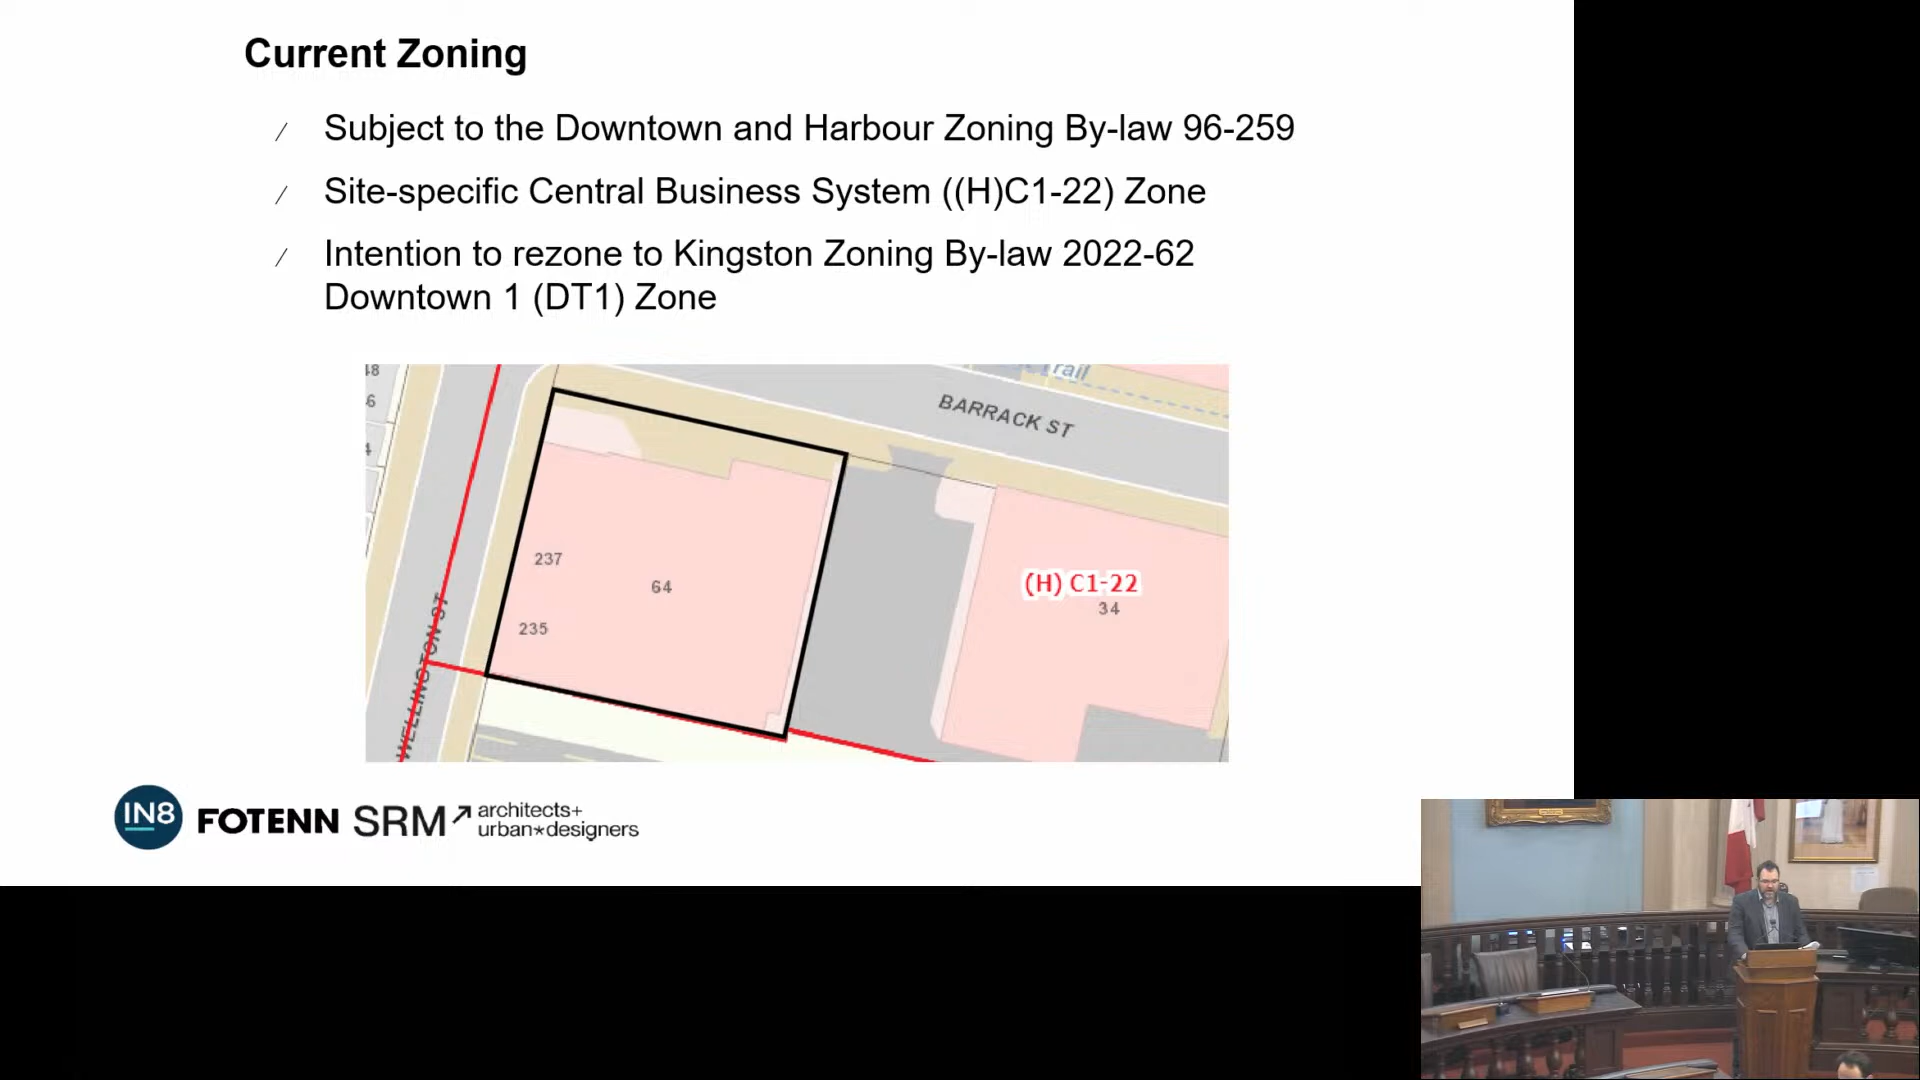 Current Zoning
Subject to the Downtown and Harbour Zoning By-law 96-259
Site-specific Central Business System ((H)C1-22) Zone
Intention to rezone to Kingston Zoning By-law 2022-62
Downtown 1 (DT1) Zone
Trail
BARRACK ST
237
64
(H) C1-22
34
235
WELLINGTON ST
IN8
FOTENN
SRM
architects+
urban*designers